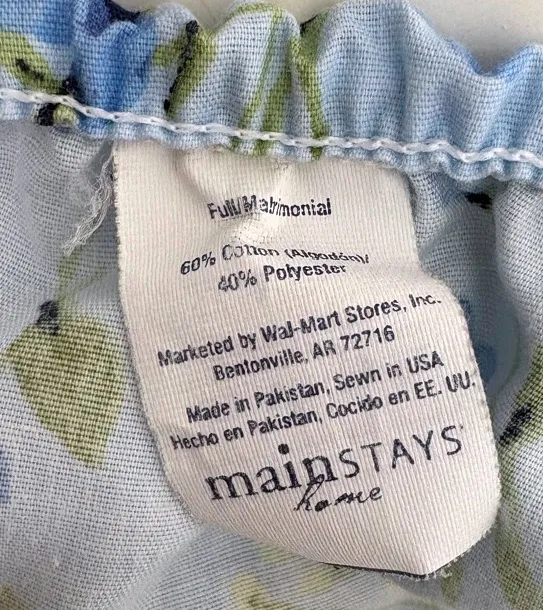 Full/Matrimonial
60% Cotton (Algodón)/
40% Polyester
Marketed by Wal-Mart Stores, Inc.
Bentonville, AR 72716
Made in Pakistan, Sewn in USA
Hecho en Pakistan, Cocido en EE. UU.
mainSTAYS
home